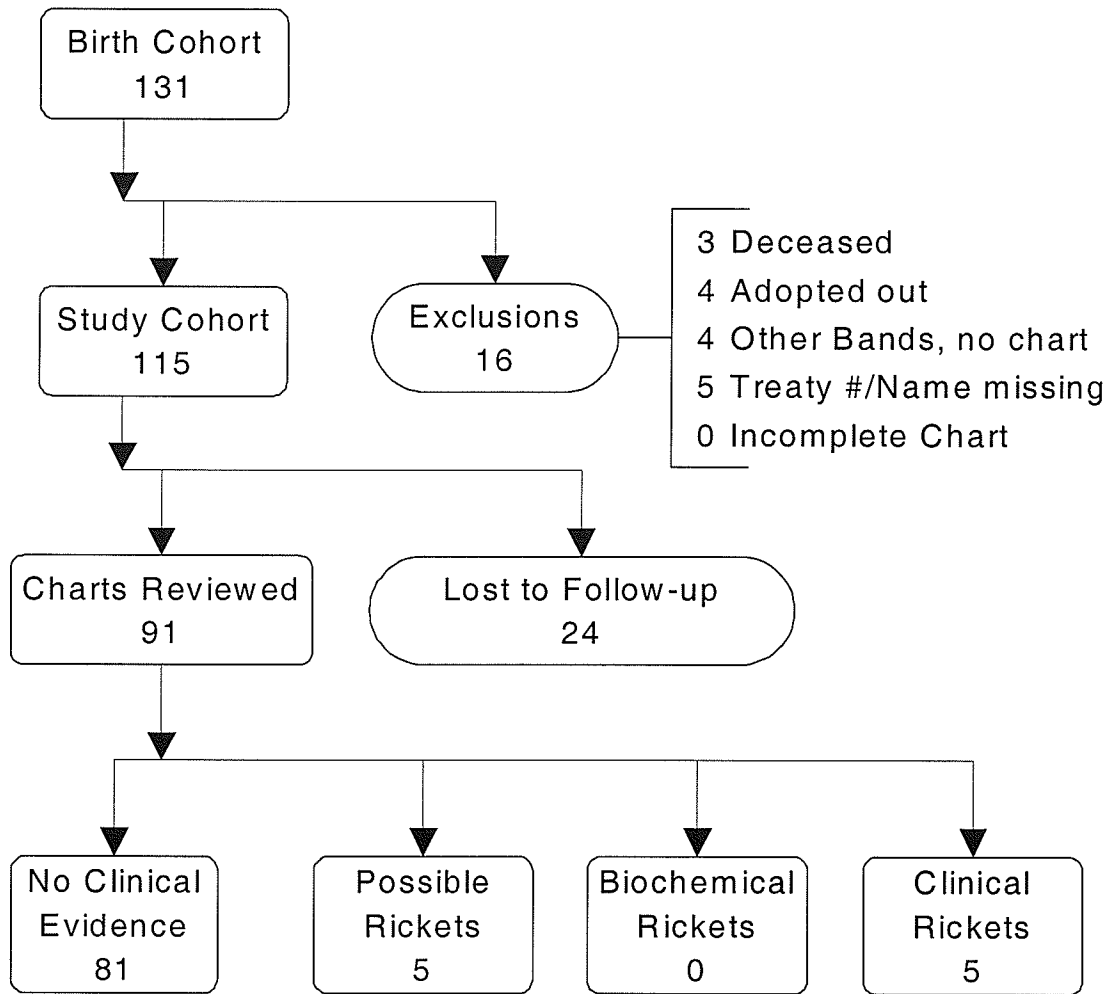 Birth Cohort
131
Study Cohort
115
Exclusions
16
3 Deceased
4 Adopted out
4 Other Bands, no chart
5 Treaty #/Name missing
0 Incomplete Chart
Charts Reviewed
91
Lost to Follow-up
24
No Clinical
Evidence
81
Possible
Rickets
5
Biochemical
Rickets
0
Clinical
Rickets
5